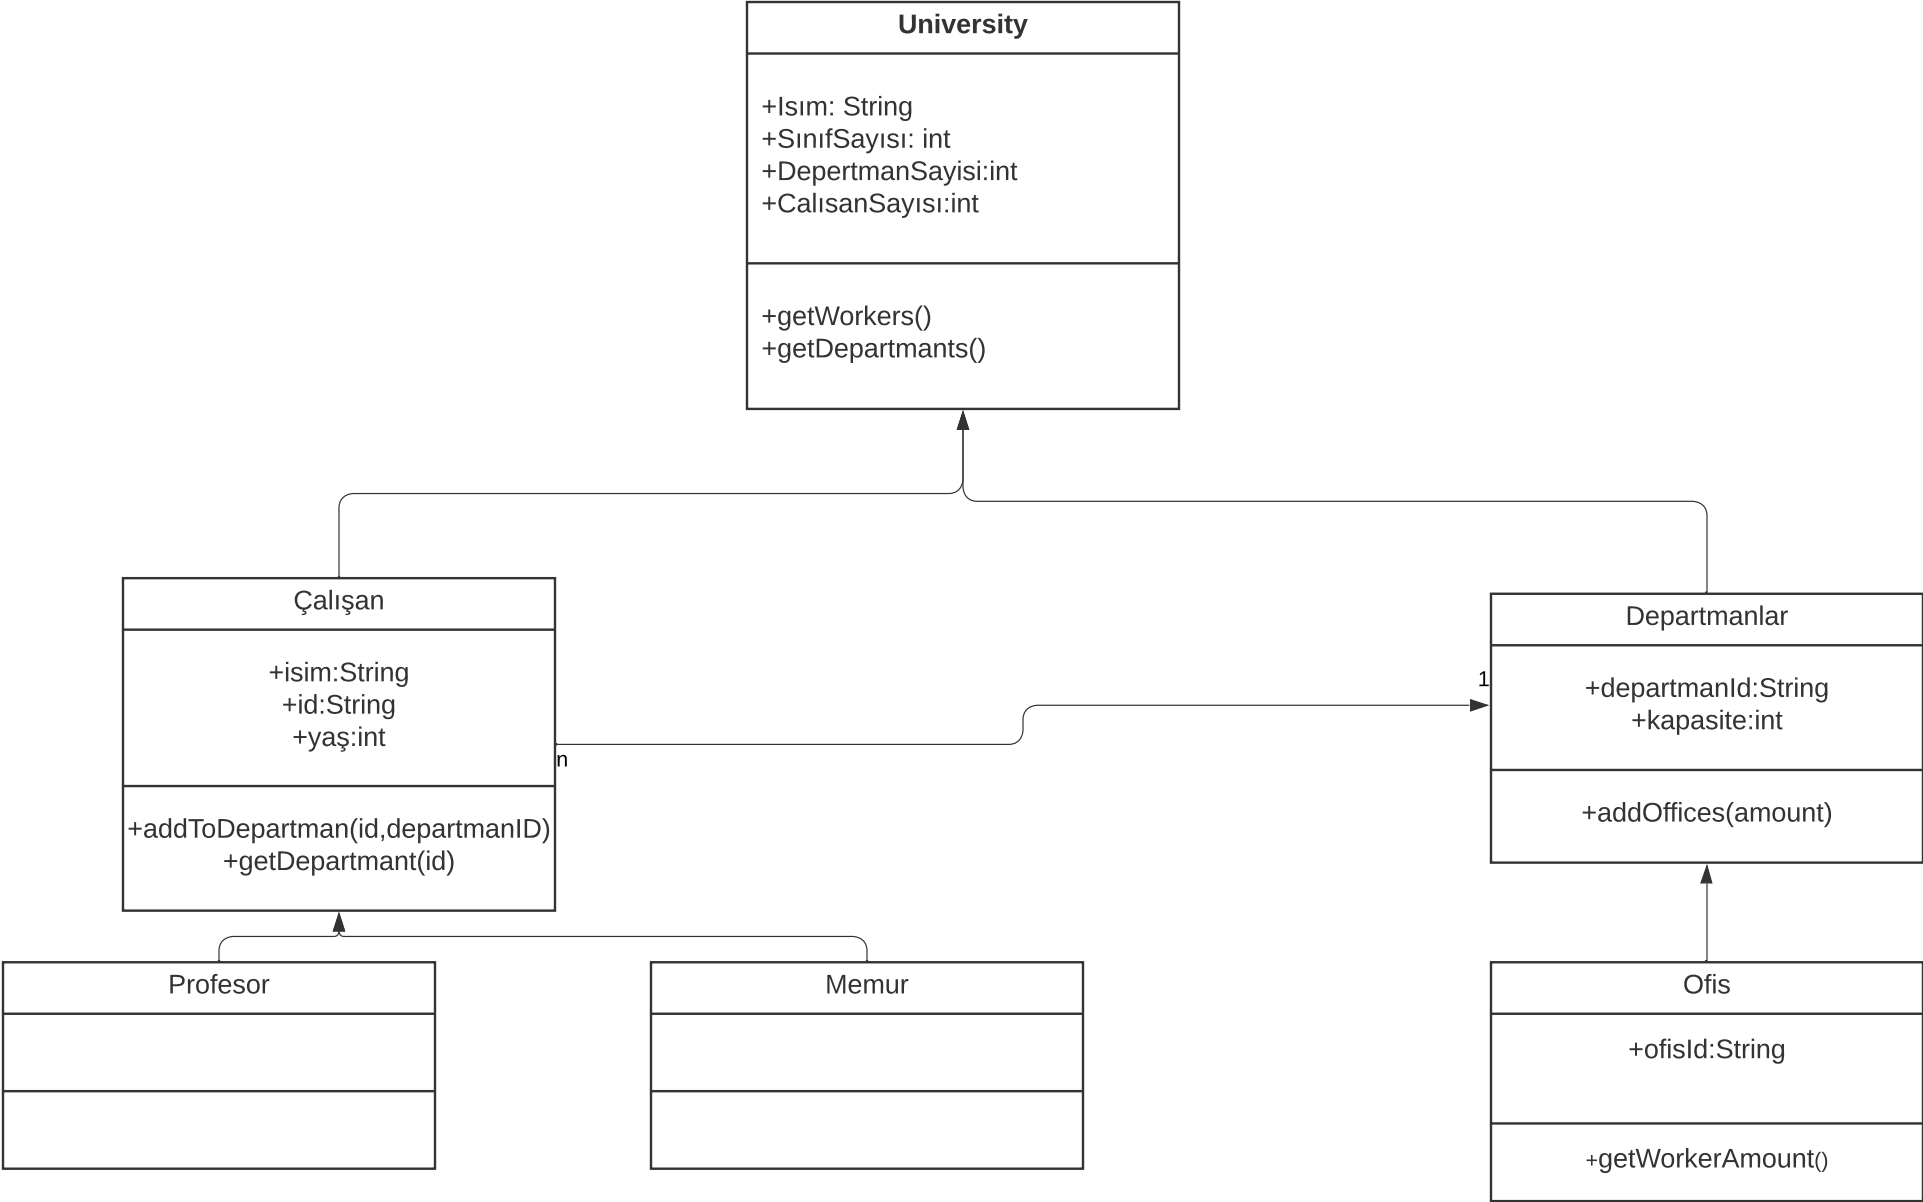 University
+Isım: String
+SınıfSayısı: int
+DepertmanSayisi:int
+CalısanSayısı:int
+getWorkers()
+getDepartmants()
Çalışan
+isim:String
+id:String
+yaş:int
+addToDepartman(id,departmanID)
+getDepartmant(id)
n
1
Departmanlar
+departmanId:String
+kapasite:int
+addOffices(amount)
Profesor
Memur
Ofis
+ofisId:String
+getWorkerAmount()